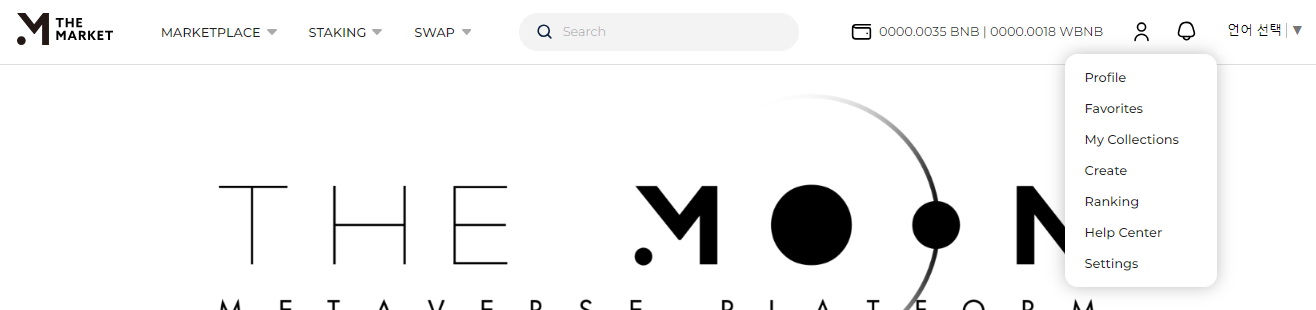 THE
MARKET
MARKETPLACE
STAKING
SWAP
Search
0000.0035 BNB | 0000.0018 WBNB
언어 선택
Profile
Favorites
My Collections
Create
Ranking
Help Center
Settings
THE MOON
METAVERSE PLATFORM